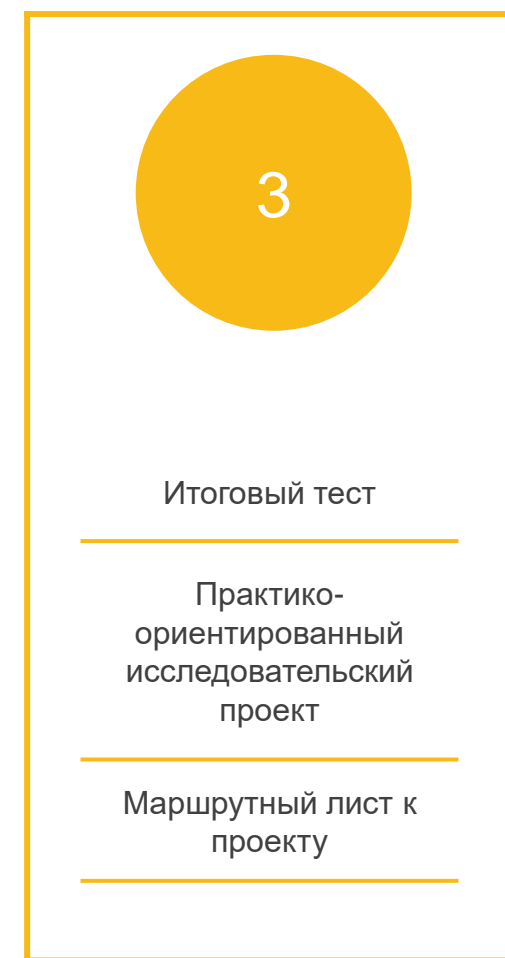 3
Итоговый тест
Практико-
ориентированный
исследовательский
проект
Маршрутный лист к
проекту